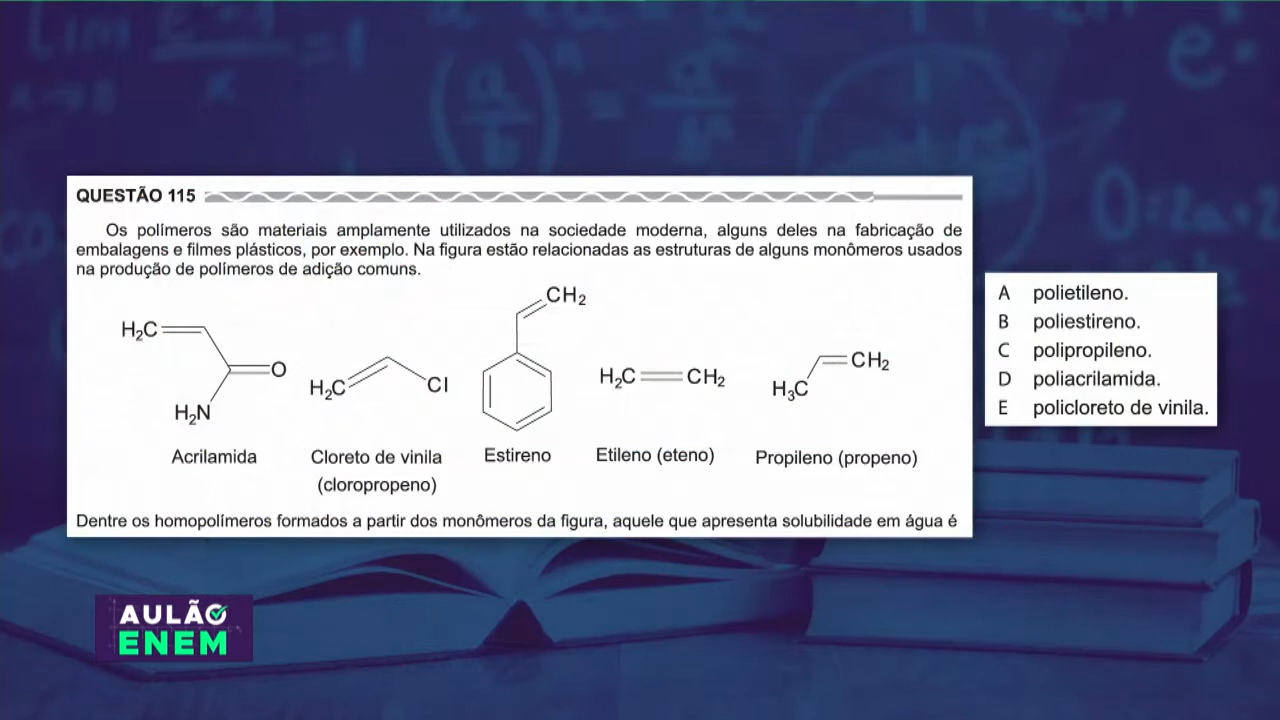 QUESTÃO 115
Os polímeros são materiais amplamente utilizados na sociedade moderna, alguns deles na fabricação de
embalagens e filmes plásticos, por exemplo. Na figura estão relacionadas as estruturas de alguns monômeros usados
na produção de polímeros de adição comuns.
H₂C
O
H₂N
Acrilamida
H₂C
Cl
Cloreto de vinila
(cloropropeno)
CH₂
Estireno
H₂C CH₂
Etileno (eteno)
CH₂
H₃C
Propileno (propeno)
Dentre os homopolímeros formados a partir dos monômeros da figura, aquele que apresenta solubilidade em água é
A polietileno.
B poliestireno.
C polipropileno.
D poliacrilamida.
E policloreto de vinila.
AULÃO
ENEM